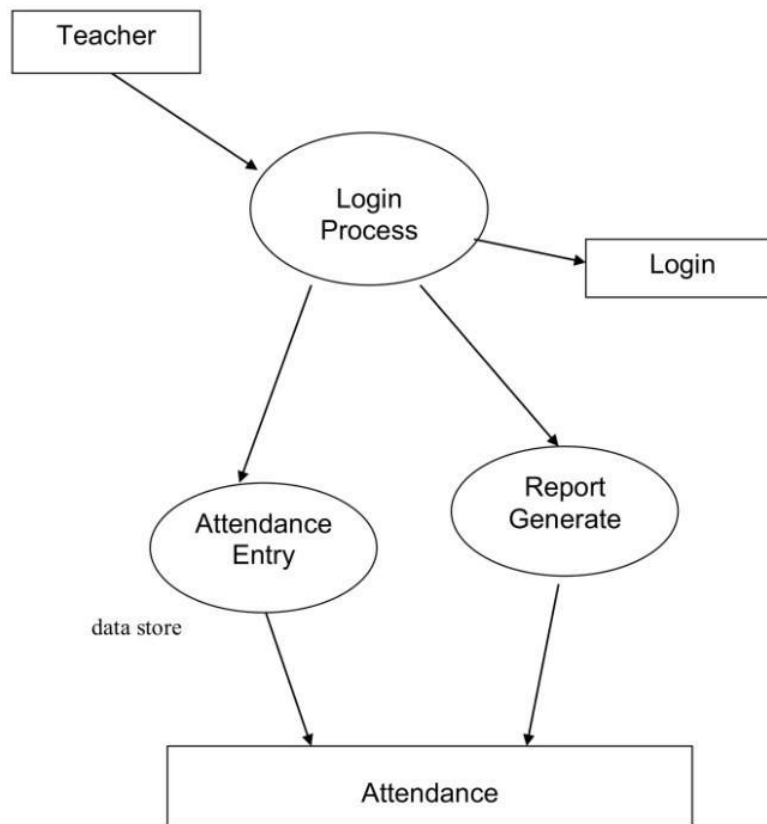 Teacher
Login
Process
Login
Report
Generate
Attendance
Entry
data store
Attendance